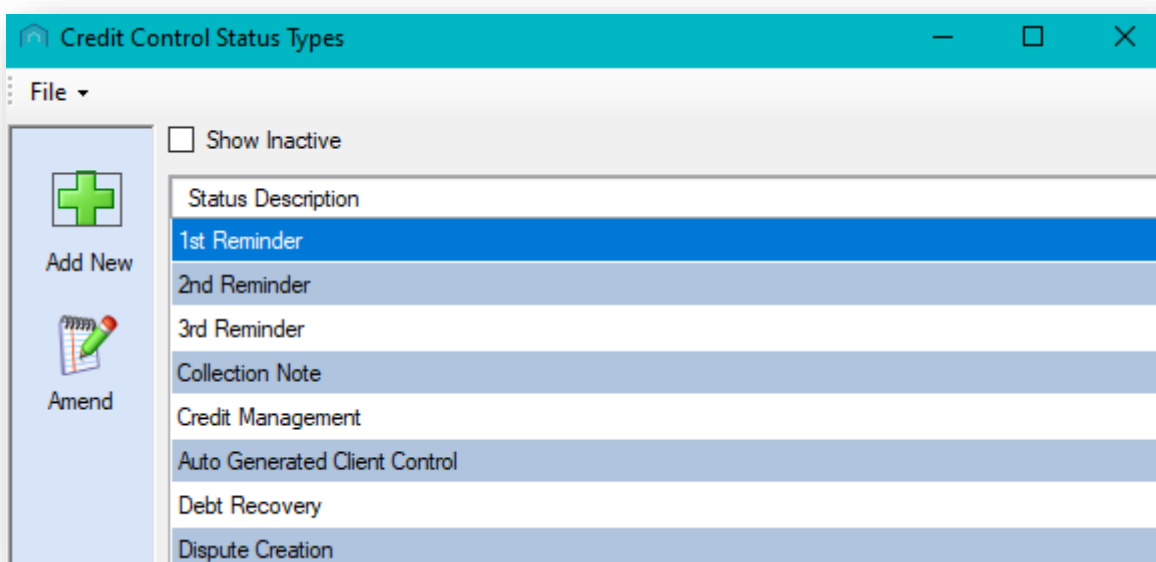 Credit Control Status Types
File
Show Inactive
Status Description
1st Reminder
Add New
2nd Reminder
3rd Reminder
Collection Note
Amend
Credit Management
Auto Generated Client Control
Debt Recovery
Dispute Creation